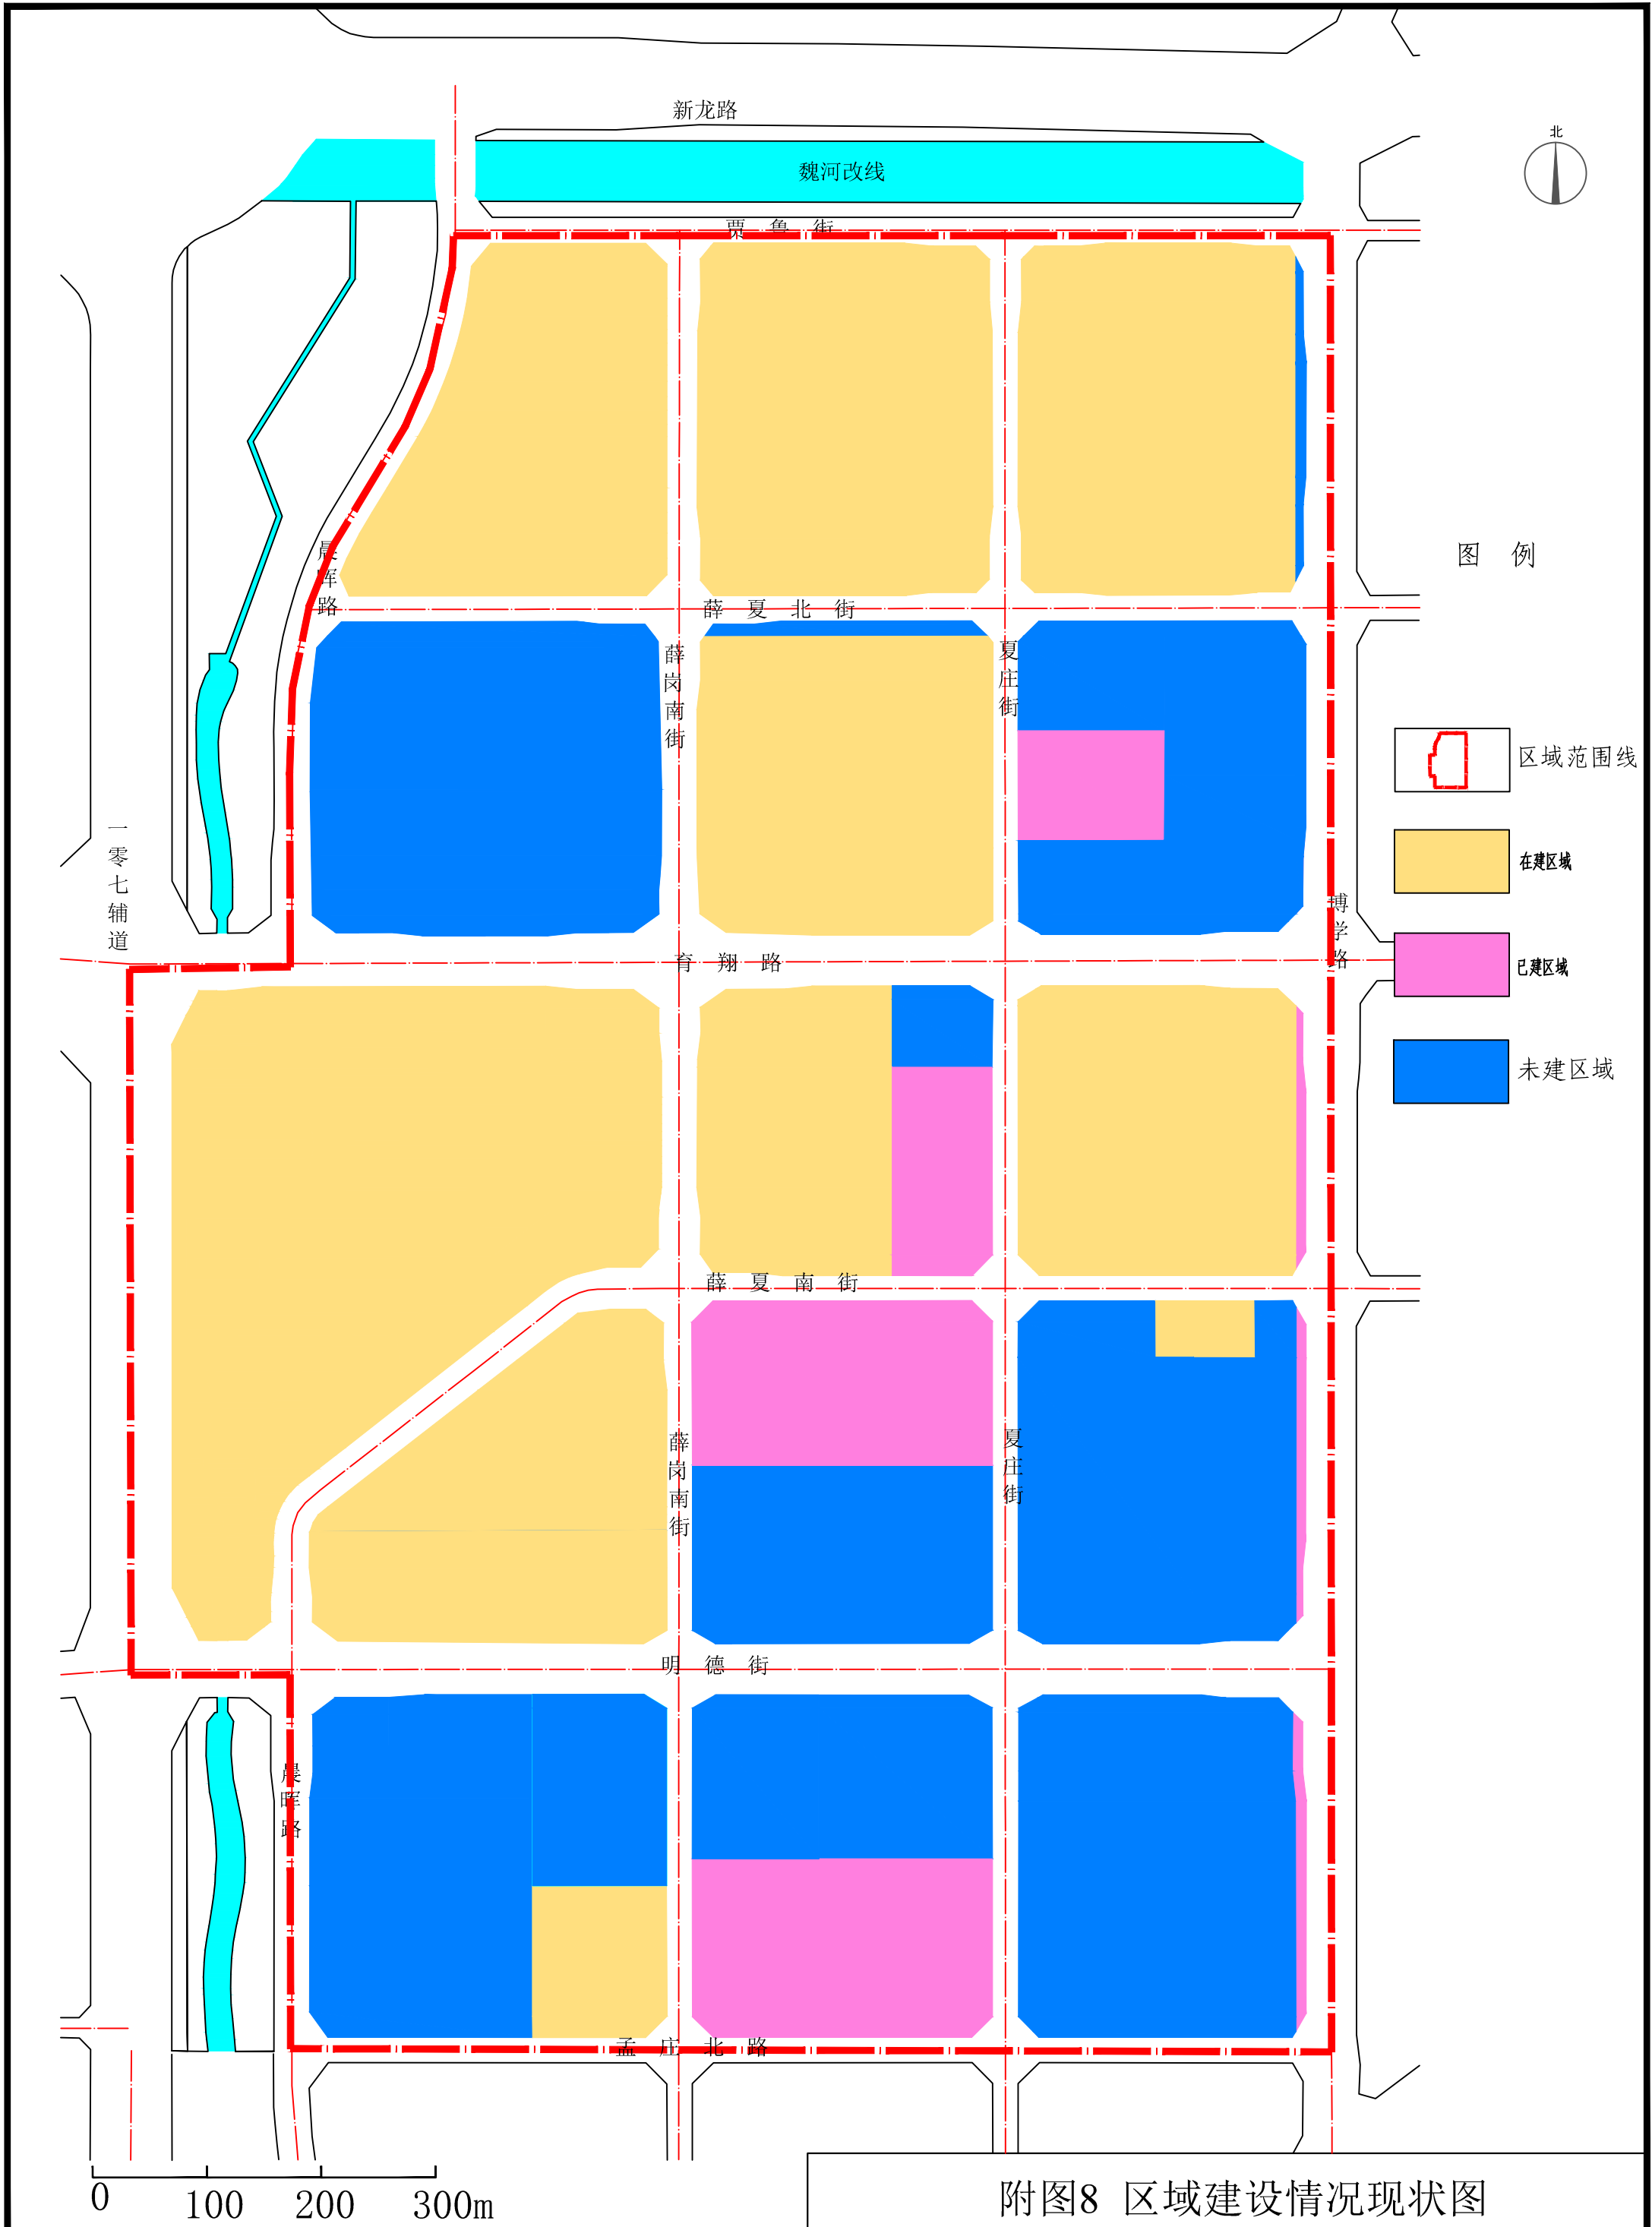 新龙路
北
魏河改线
贾鲁街
图 例
晨晖路
薛夏北街
薛岗南街
夏庄街
区域范围线
一零七辅道
在建区域
博学路
育翔路
已建区域
未建区域
薛夏南街
薛岗南街
夏庄街
明德街
晨晖路
孟庄北路
0 100 200 300m
附图8 区域建设情况现状图